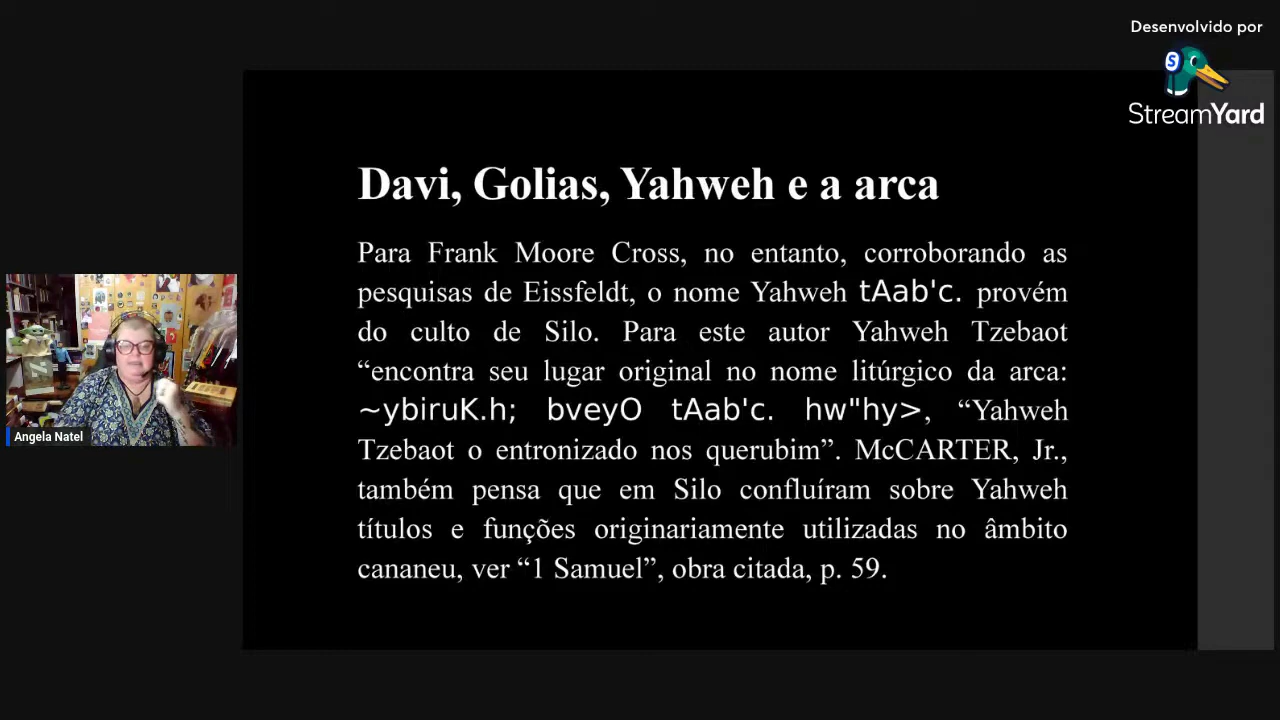 Desenvolvido por
StreamYard
Davi, Golias, Yahweh e a arca
Para Frank Moore Cross, no entanto, corroborando as
pesquisas de Eissfeldt, o nome Yahweh tAab'c. provém
do culto de Silo. Para este autor Yahweh Tzebaot
“encontra seu lugar original no nome litúrgico da arca:
~ybiruK.h; bveyO tAab'c. hw"hy>, “Yahweh
Tzebaot o entronizado nos querubim”. McCARTER, Jr.,
também pensa que em Silo confluíram sobre Yahweh
títulos e funções originariamente utilizadas no âmbito
cananeu, ver “1 Samuel”, obra citada, p. 59.
Angela Natel